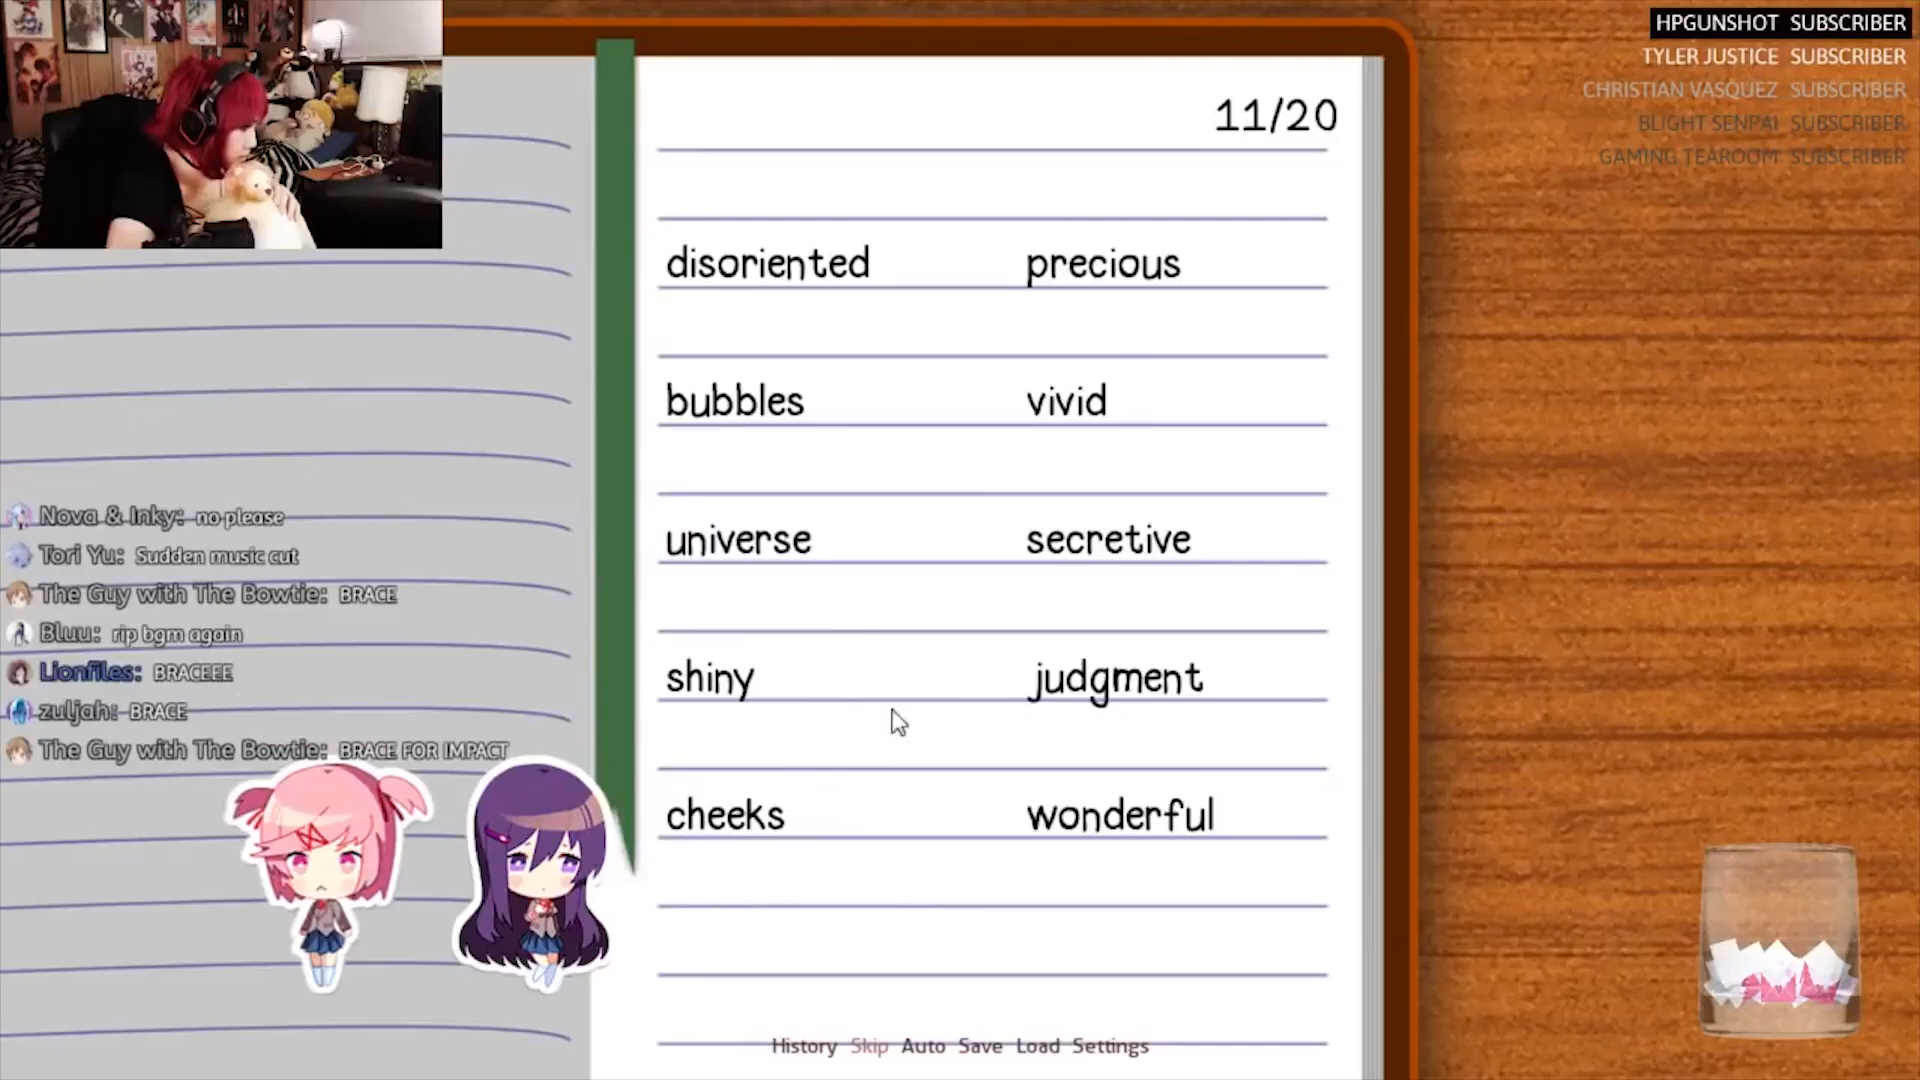 HPGUNSHOT SUBSCRIBER
TYLER JUSTICE SUBSCRIBER
CHRISTIAN VASQUEZ SUBSCRIBER
BLIGHT SENPAI SUBSCRIBER
GAMING TEAROOM SUBSCRIBER
11/20
disoriented precious
bubbles vivid
universe secretive
shiny judgment
cheeks wonderful
Nova & Inky: no please
Tori Yu: Sudden music cut
The Guy with The Bowtie: BRACE
Bluu: rip bgm again
Lionfiles: BRACEEE
zuljah: BRACE
The Guy with The Bowtie: BRACE FOR IMPACT
History Skip Auto Save Load Settings